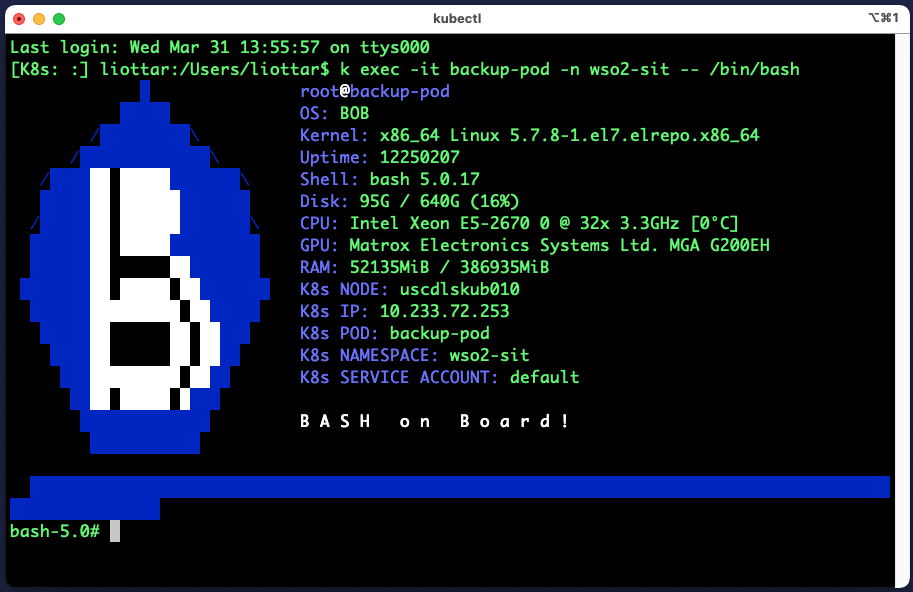 kubectl
⌥⌘1
Last login: Wed Mar 31 13:55:57 on ttys000
[K8s: :] liottar:/Users/liottar$ k exec -it backup-pod -n wso2-sit -- /bin/bash
root@backup-pod
OS: BOB
Kernel: x86_64 Linux 5.7.8-1.el7.elrepo.x86_64
Uptime: 12250207
Shell: bash 5.0.17
Disk: 95G / 640G (16%)
CPU: Intel Xeon E5-2670 0 @ 32x 3.3GHz [0°C]
GPU: Matrox Electronics Systems Ltd. MGA G200EH
RAM: 52135MiB / 386935MiB
K8s NODE: uscdlskub010
K8s IP: 10.233.72.253
K8s POD: backup-pod
K8s NAMESPACE: wso2-sit
K8s SERVICE ACCOUNT: default
B A S H  o n  B o a r d !
bash-5.0#